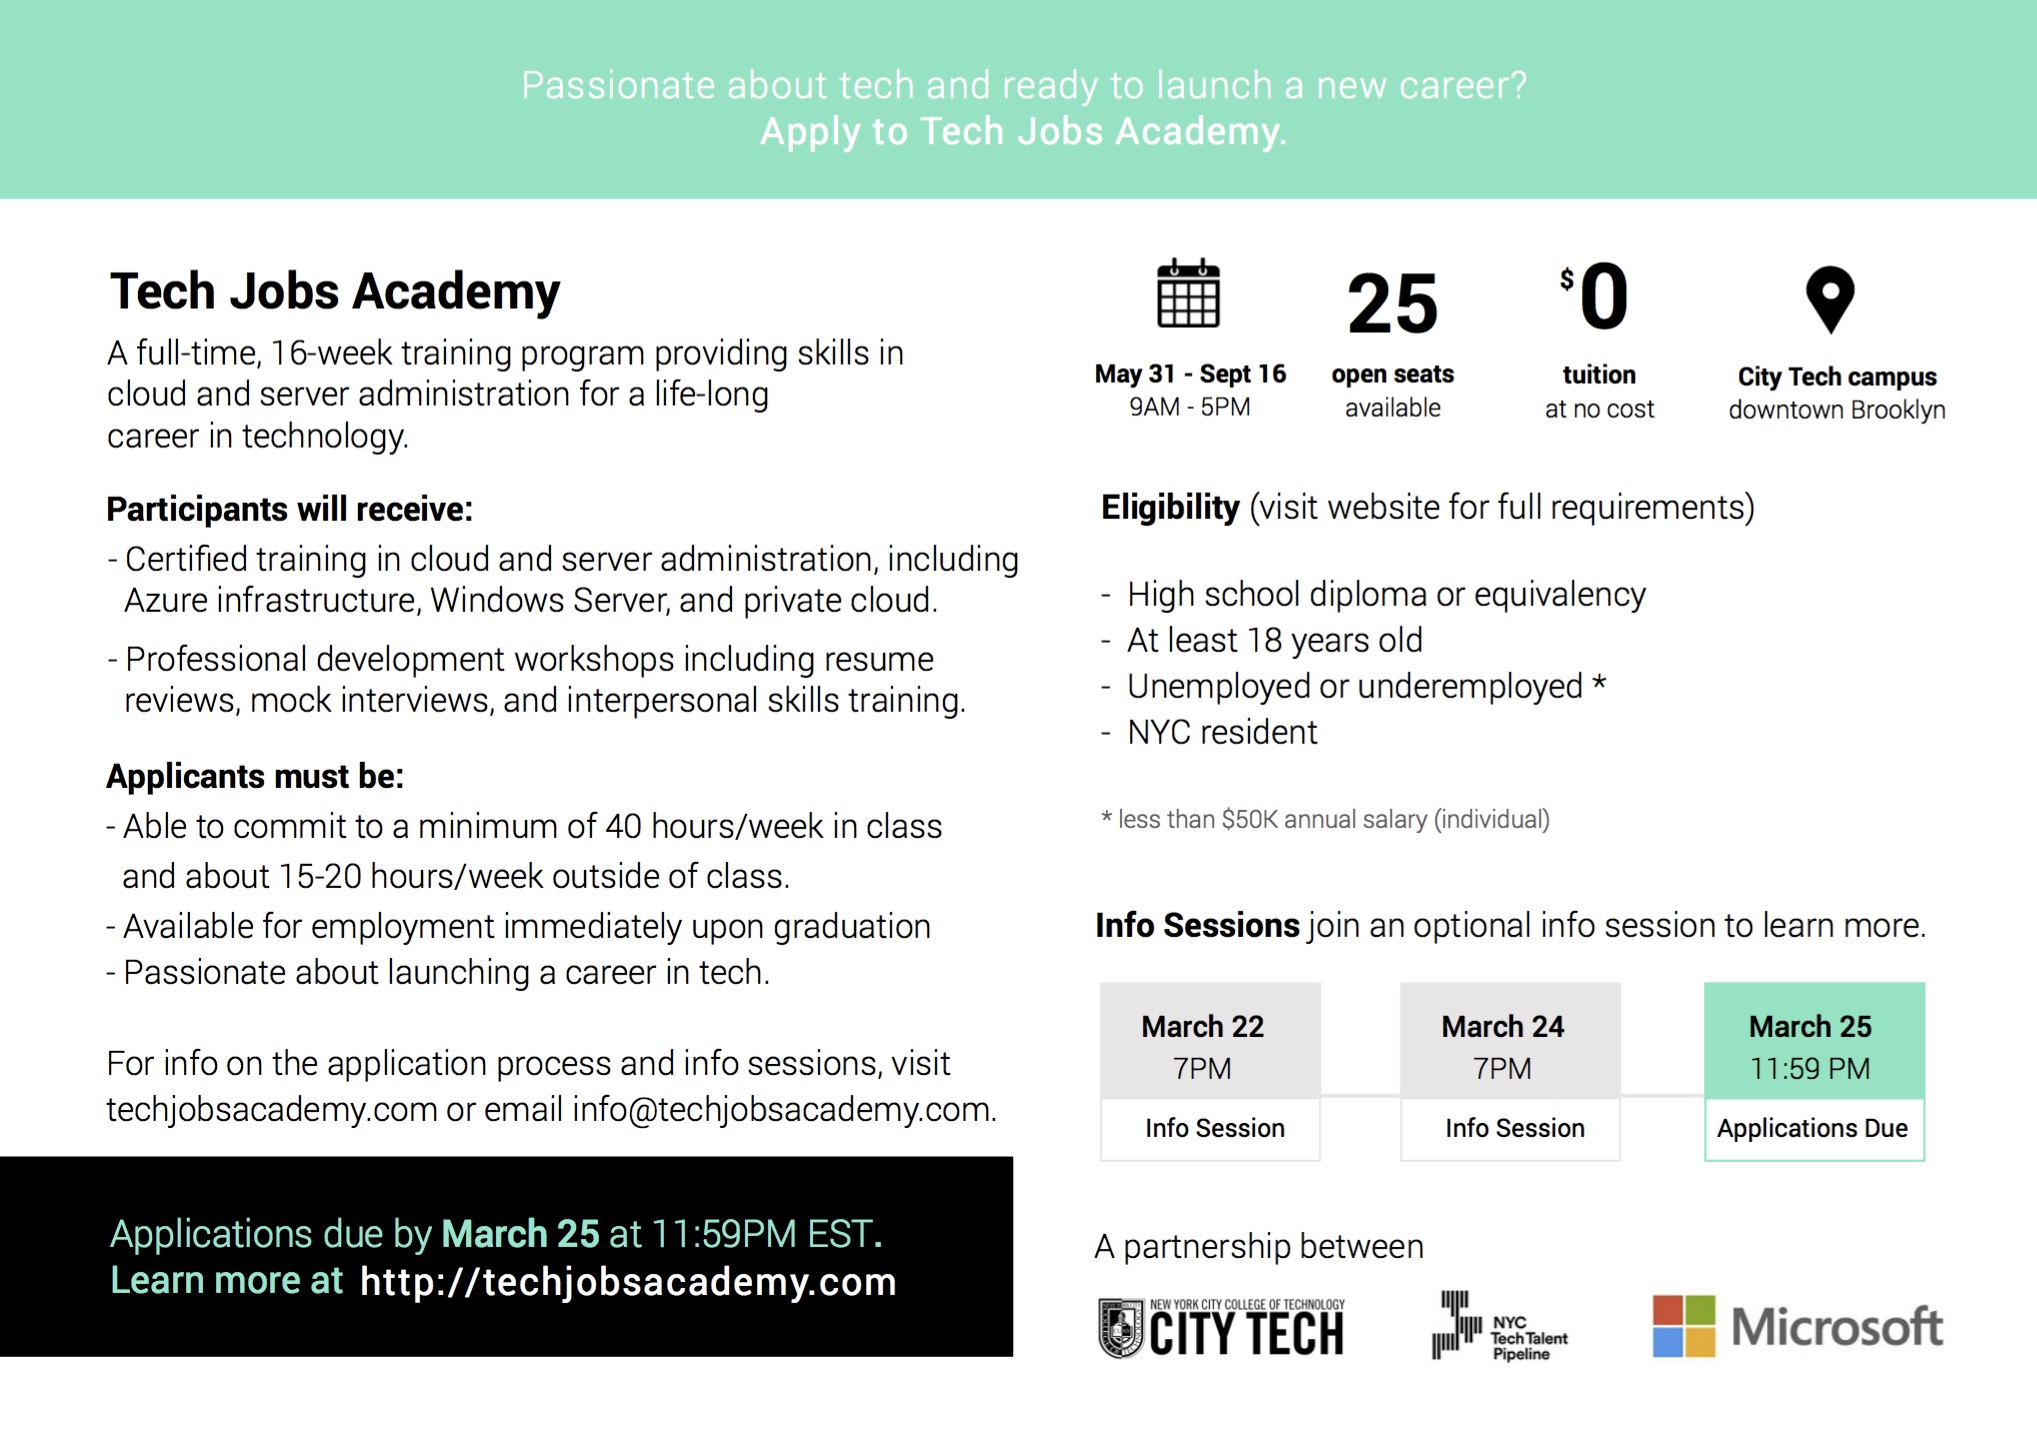 Passionate about tech and ready to launch a new career?
Apply to Tech Jobs Academy.
Tech Jobs Academy
A full-time, 16-week training program providing skills in
cloud and server administration for a life-long
career in technology.
Participants will receive:
- Certified training in cloud and server administration, including
Azure infrastructure, Windows Server, and private cloud.
- Professional development workshops including resume
reviews, mock interviews, and interpersonal skills training.
Applicants must be:
- Able to commit to a minimum of 40 hours/week in class
and about 15-20 hours/week outside of class.
- Available for employment immediately upon graduation
- Passionate about launching a career in tech.
For info on the application process and info sessions, visit
techjobsacademy.com or email info@techjobsacademy.com.
Applications due by March 25 at 11:59PM EST.
Learn more at http://techjobsacademy.com
May 31 - Sept 16
9AM - 5PM
25
open seats
available
$0
tuition
at no cost
City Tech campus
downtown Brooklyn
Eligibility (visit website for full requirements)
- High school diploma or equivalency
- At least 18 years old
- Unemployed or underemployed *
- NYC resident
* less than $50K annual salary (individual)
Info Sessions join an optional info session to learn more.
March 22
7PM
Info Session
March 24
7PM
Info Session
March 25
11:59 PM
Applications Due
A partnership between
NEW YORK CITY COLLEGE OF TECHNOLOGY
CITY TECH
NYC
Tech Talent
Pipeline
Microsoft